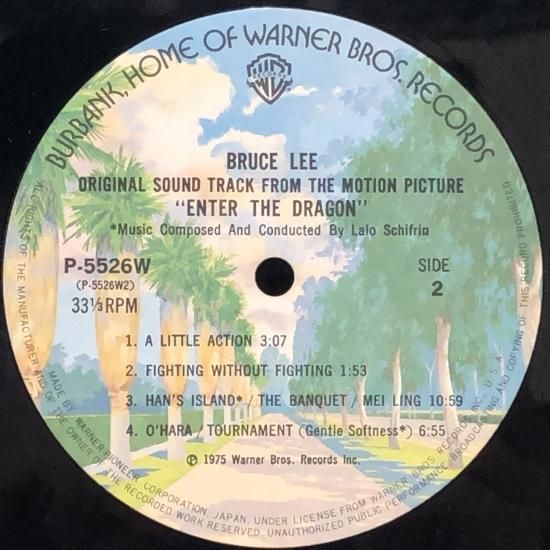 BURBANK, HOME OF WARNER BROS. RECORDS
WB
RECORDS
BRUCE LEE
ORIGINAL SOUND TRACK FROM THE MOTION PICTURE
"ENTER THE DRAGON"
*Music Composed And Conducted By Lalo Schifrin
P-5526W
(P-5526W2)
33⅓RPM
SIDE
2
1. A LITTLE ACTION 3:07
2. FIGHTING WITHOUT FIGHTING 1:53
3. HAN'S ISLAND* / THE BANQUET / MEI LING 10:59
4. O'HARA / TOURNAMENT (Gentle Softness*) 6:55
℗ 1975 Warner Bros. Records Inc.
MADE BY WARNER-PIONEER CORPORATION JAPAN, UNDER LICENSE FROM WARNER BROS RECORDS INC., U.S.A.
ALL RIGHTS OF THE MANUFACTURER AND OF THE OWNER OF THE RECORDED WORK RESERVED. UNAUTHORIZED PUBLIC PERFORMANCE BROADCASTING AND COPYING OF THIS RECORD PROHIBITED